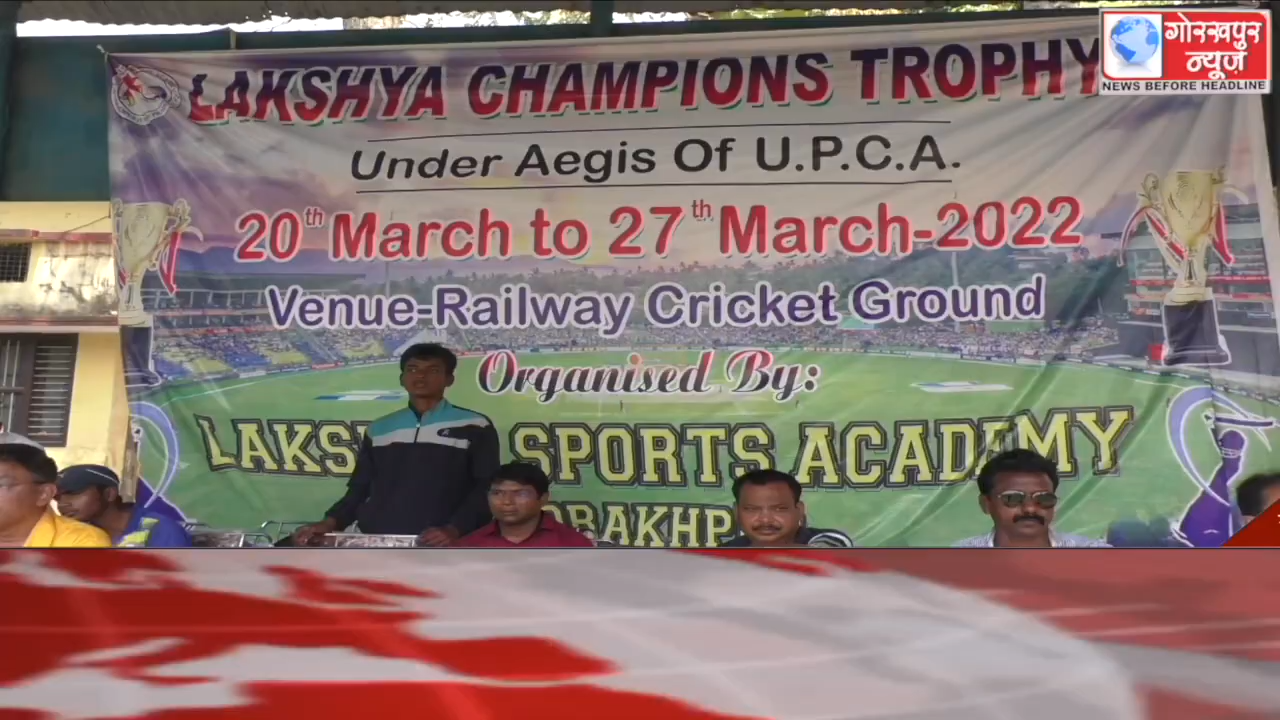 LAKSHYA CHAMPIONS TROPHY
गोरखपुर
न्यूज़
NEWS BEFORE HEADLINE
Under Aegis Of U.P.C.A.
20th March to 27th March-2022
Venue-Railway Cricket Ground
Organised By:
SPORTS ACADEMY